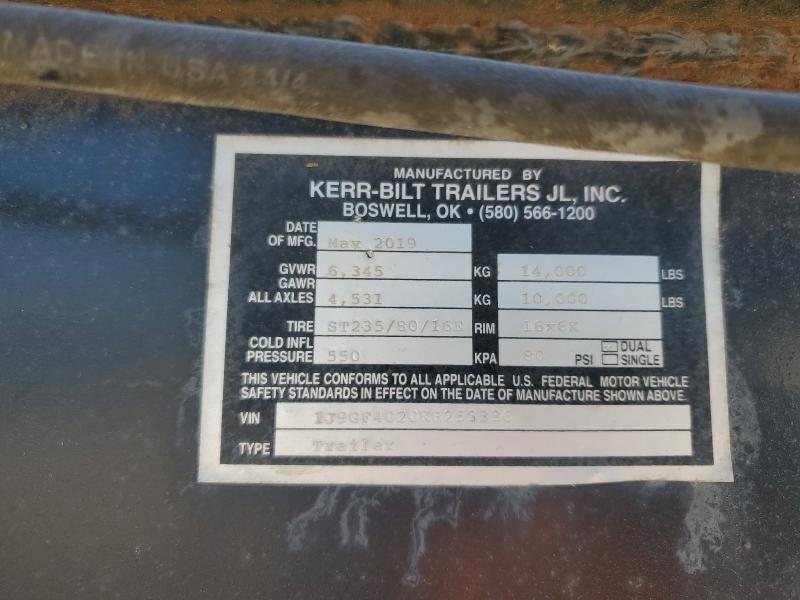 MADE IN USA 1 1/4
MANUFACTURED BY
KERR-BILT TRAILERS JL, INC.
BOSWELL, OK • (580) 566-1200
DATE OF MFG. May 2019
GVWR 6,345 KG 14,000 LBS
GAWR
ALL AXLES 4,531 KG 10,000 LBS
TIRE ST235/80/16E RIM 16x6K
COLD INFL PRESSURE 550 KPA 80 PSI DUAL SINGLE
THIS VEHICLE CONFORMS TO ALL APPLICABLE U.S. FEDERAL MOTOR VEHICLE
SAFETY STANDARDS IN EFFECT ON THE DATE OF MANUFACTURE SHOWN ABOVE.
VIN
TYPE Trailer